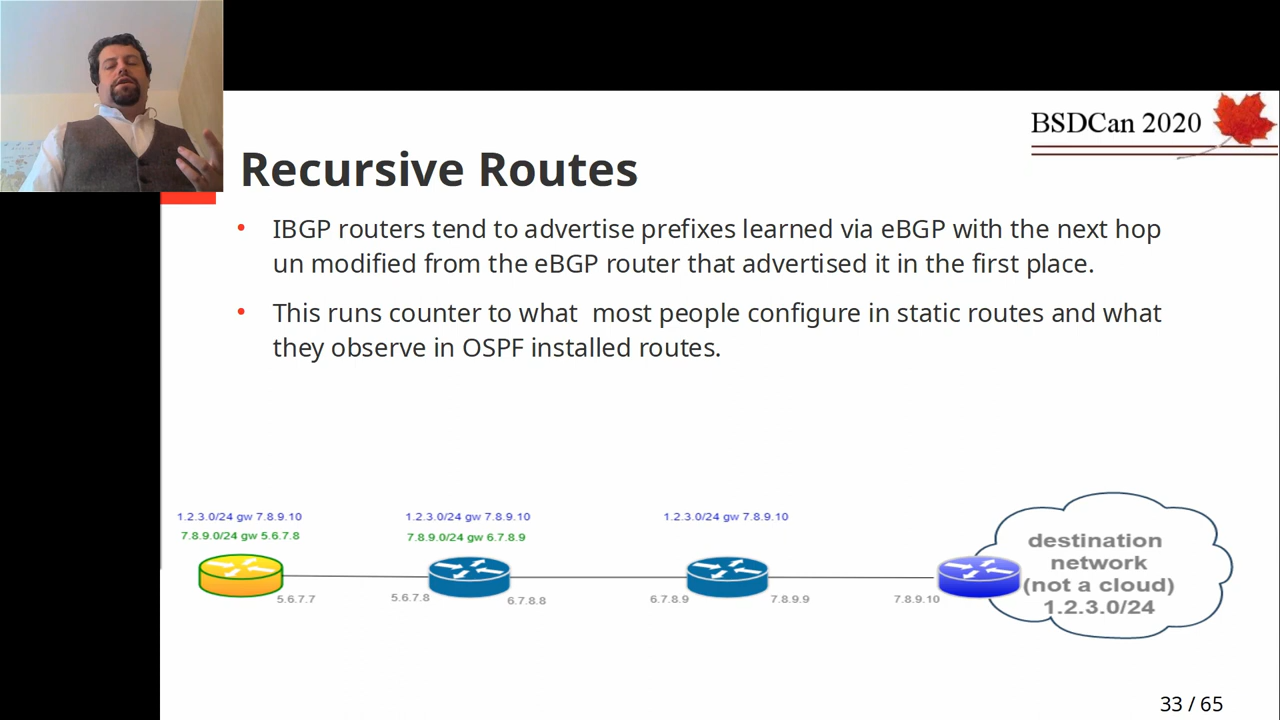 BSDCan 2020
Recursive Routes
• IBGP routers tend to advertise prefixes learned via eBGP with the next hop
un modified from the eBGP router that advertised it in the first place.
• This runs counter to what  most people configure in static routes and what
they observe in OSPF installed routes.
1.2.3.0/24 gw 7.8.9.10
7.8.9.0/24 gw 5.6.7.8
1.2.3.0/24 gw 7.8.9.10
7.8.9.0/24 gw 6.7.8.9
1.2.3.0/24 gw 7.8.9.10
destination
network
(not a cloud)
1.2.3.0/24
5.6.7.7
5.6.7.8
6.7.8.8
6.7.8.9
7.8.9.9
7.8.9.10
33 / 65